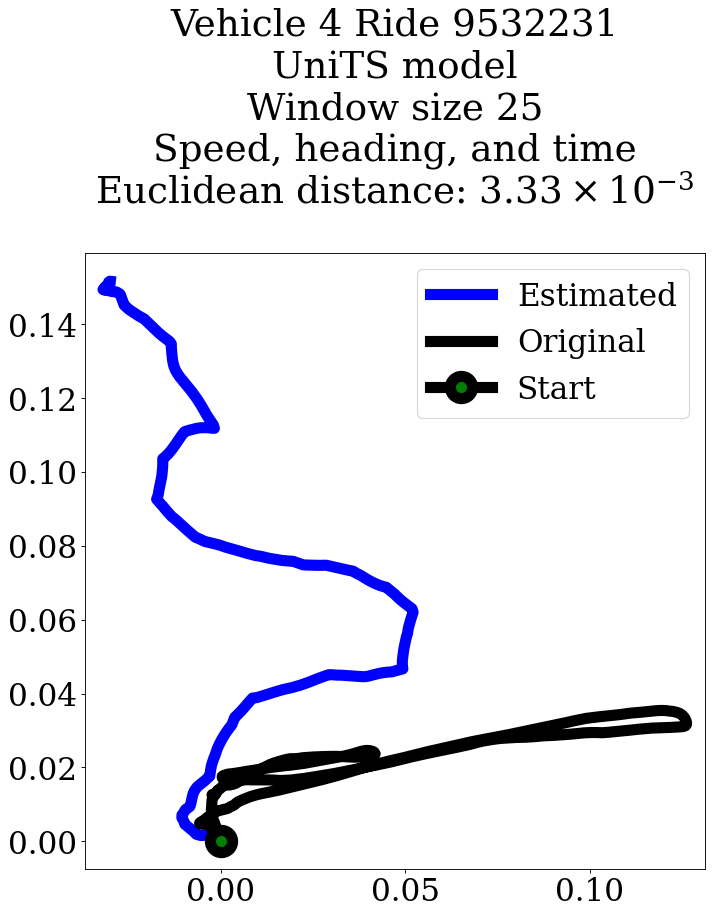 Vehicle 4 Ride 9532231
UniTS model
Window size 25
Speed, heading, and time
Euclidean distance: 3.33 × 10⁻³
Estimated
Original
Start
0.14
0.12
0.10
0.08
0.06
0.04
0.02
0.00
0.00 0.05 0.10